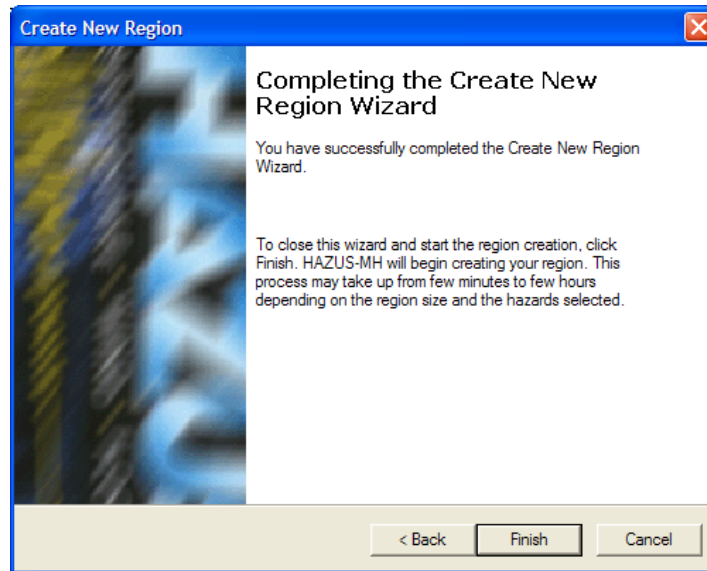 Create New Region
Completing the Create New
Region Wizard
You have successfully completed the Create New Region
Wizard.
To close this wizard and start the region creation, click
Finish. HAZUS-MH will begin creating your region. This
process may take up from few minutes to few hours
depending on the region size and the hazards selected.
< Back
Finish
Cancel